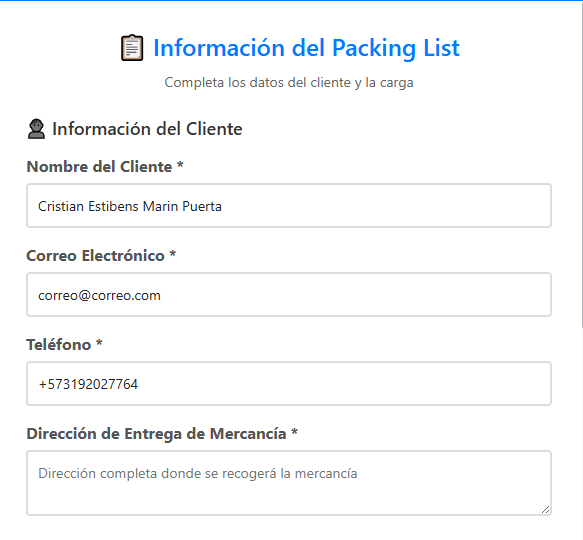 Información del Packing List
Completa los datos del cliente y la carga
Información del Cliente
Nombre del Cliente *
Cristian Estibens Marin Puerta
Correo Electrónico *
correo@correo.com
Teléfono *
+573192027764
Dirección de Entrega de Mercancía *
Dirección completa donde se recogerá la mercancía